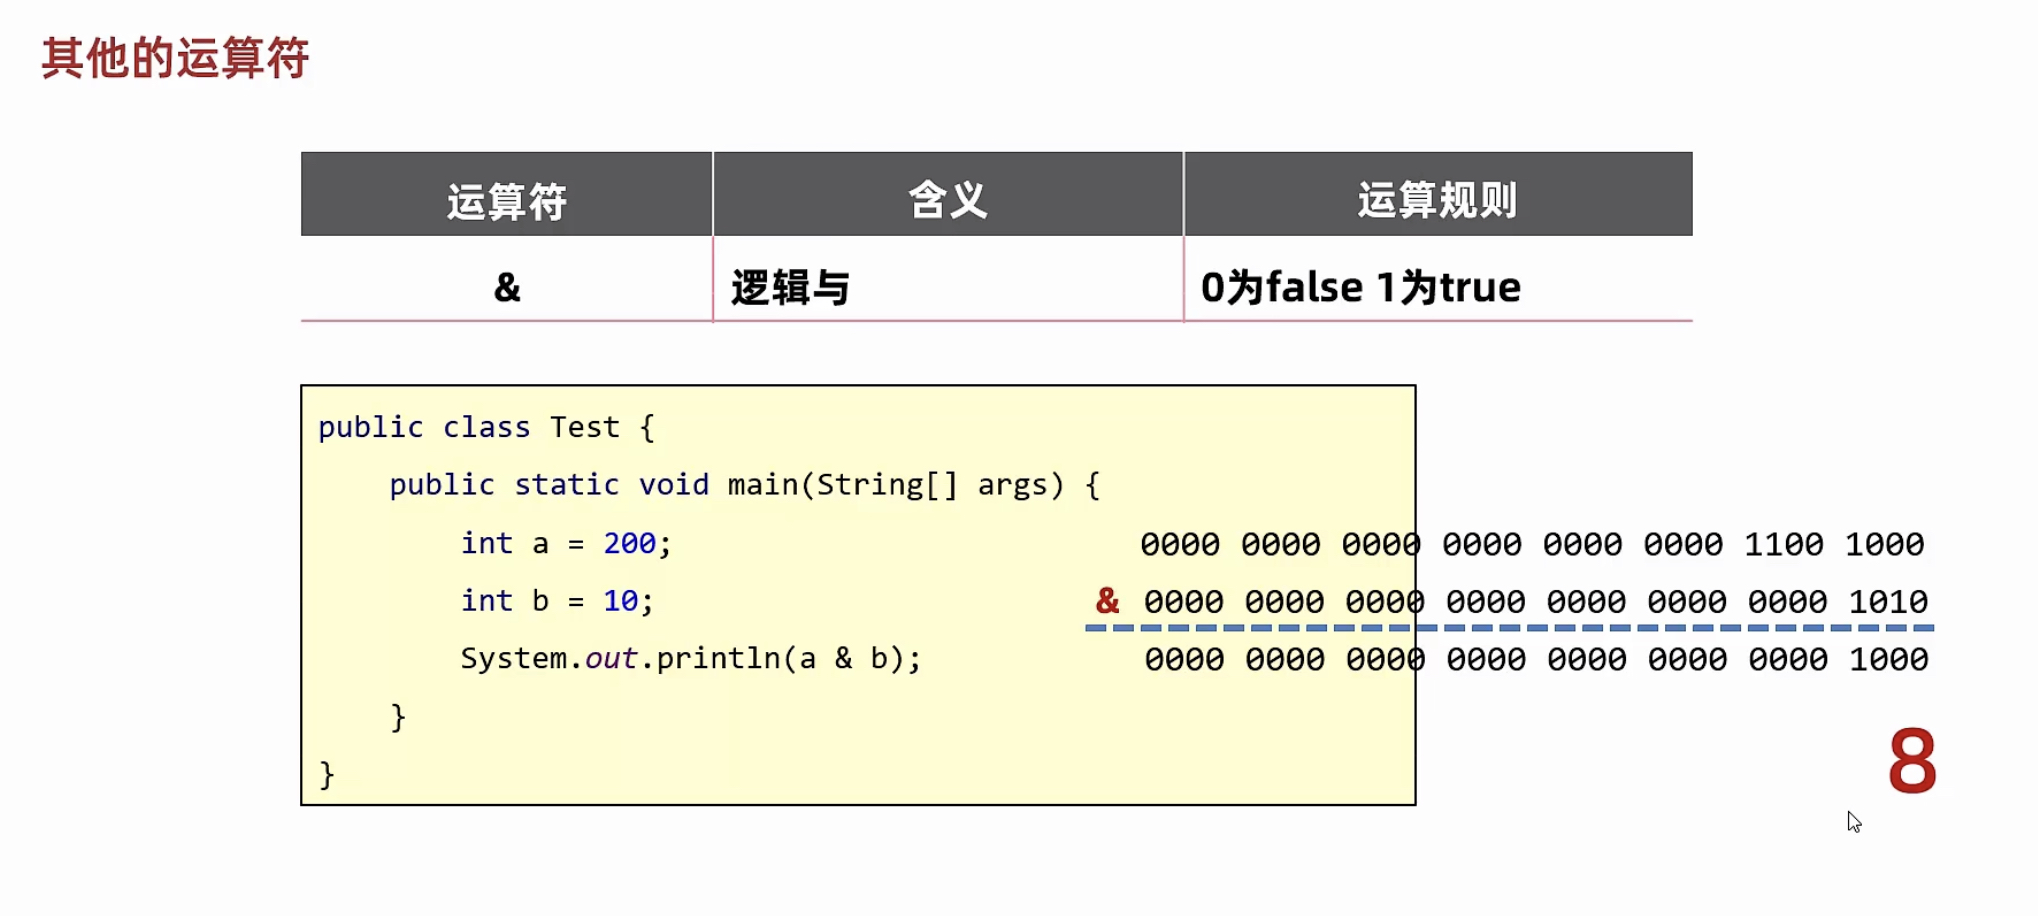 其他的运算符
运算符 含义 运算规则
& 逻辑与 0为false 1为true
public class Test {
public static void main(String[] args) {
int a = 200; 0000 0000 0000 0000 0000 0000 1100 1000
int b = 10; & 0000 0000 0000 0000 0000 0000 0000 1010
System.out.println(a & b); 0000 0000 0000 0000 0000 0000 0000 1000
}
8
}